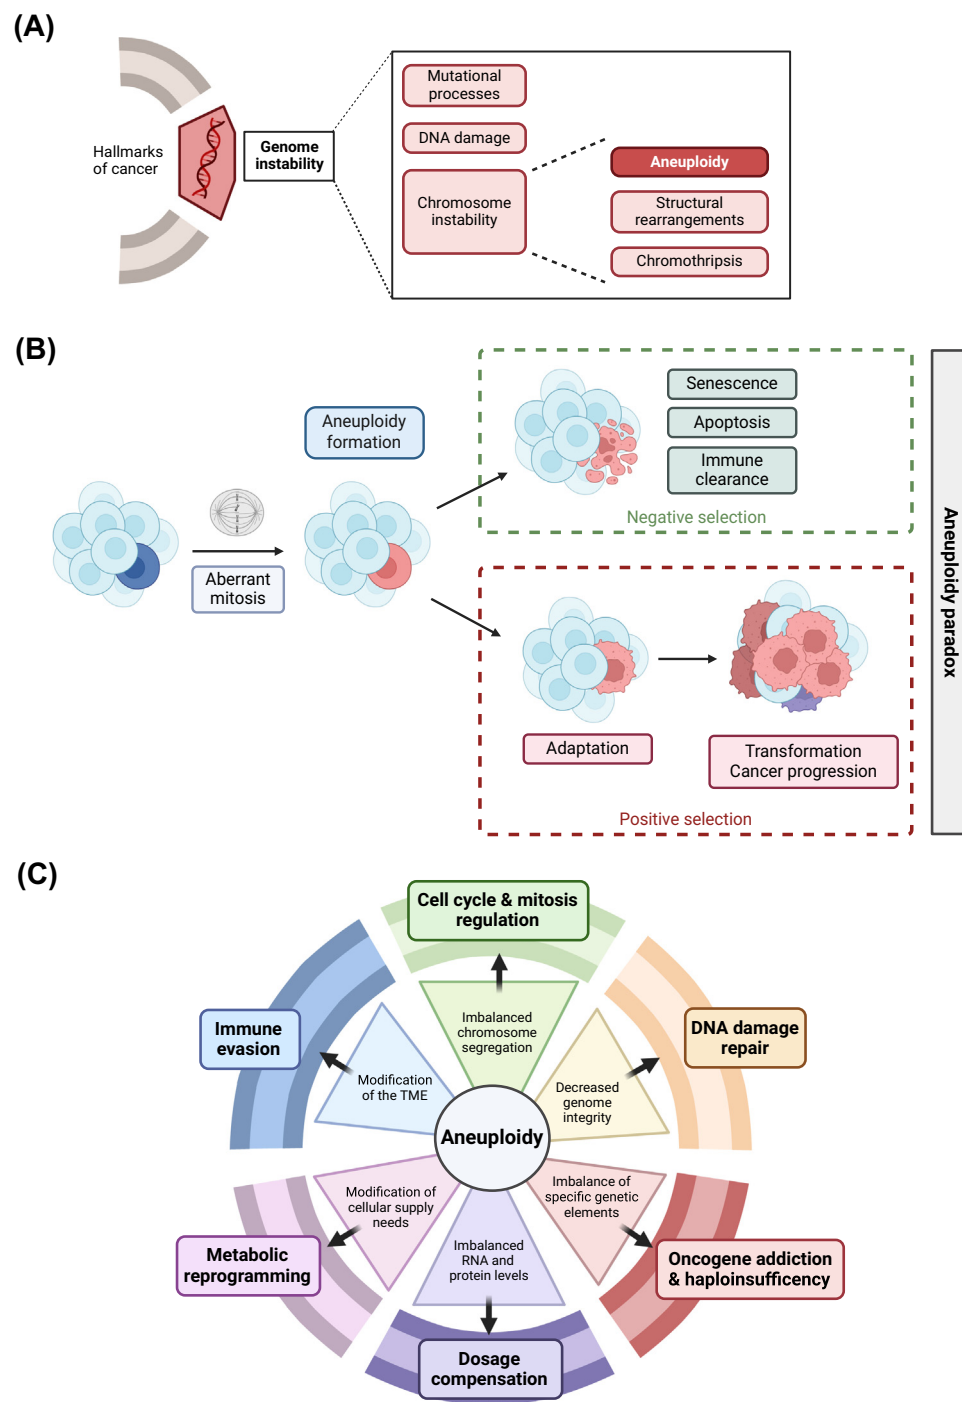 (A)
Hallmarks
of cancer
Genome
instability
Mutational
processes
DNA damage
Chromosome
instability
Aneuploidy
Structural
rearrangements
Chromothripsis
(B)
Aneuploidy
formation
Aberrant
mitosis
Senescence
Apoptosis
Immune
clearance
Negative selection
Adaptation
Transformation
Cancer progression
Positive selection
Aneuploidy paradox
(C)
Cell cycle & mitosis
regulation
Imbalanced
chromosome
segregation
DNA damage
repair
Decreased
genome
integrity
Immune
evasion
Modification
of the TME
Aneuploidy
Imbalance of
specific genetic
elements
Oncogene addiction
& haploinsufficency
Modification of
cellular supply
needs
Metabolic
reprogramming
Imbalanced
RNA and
protein levels
Dosage
compensation